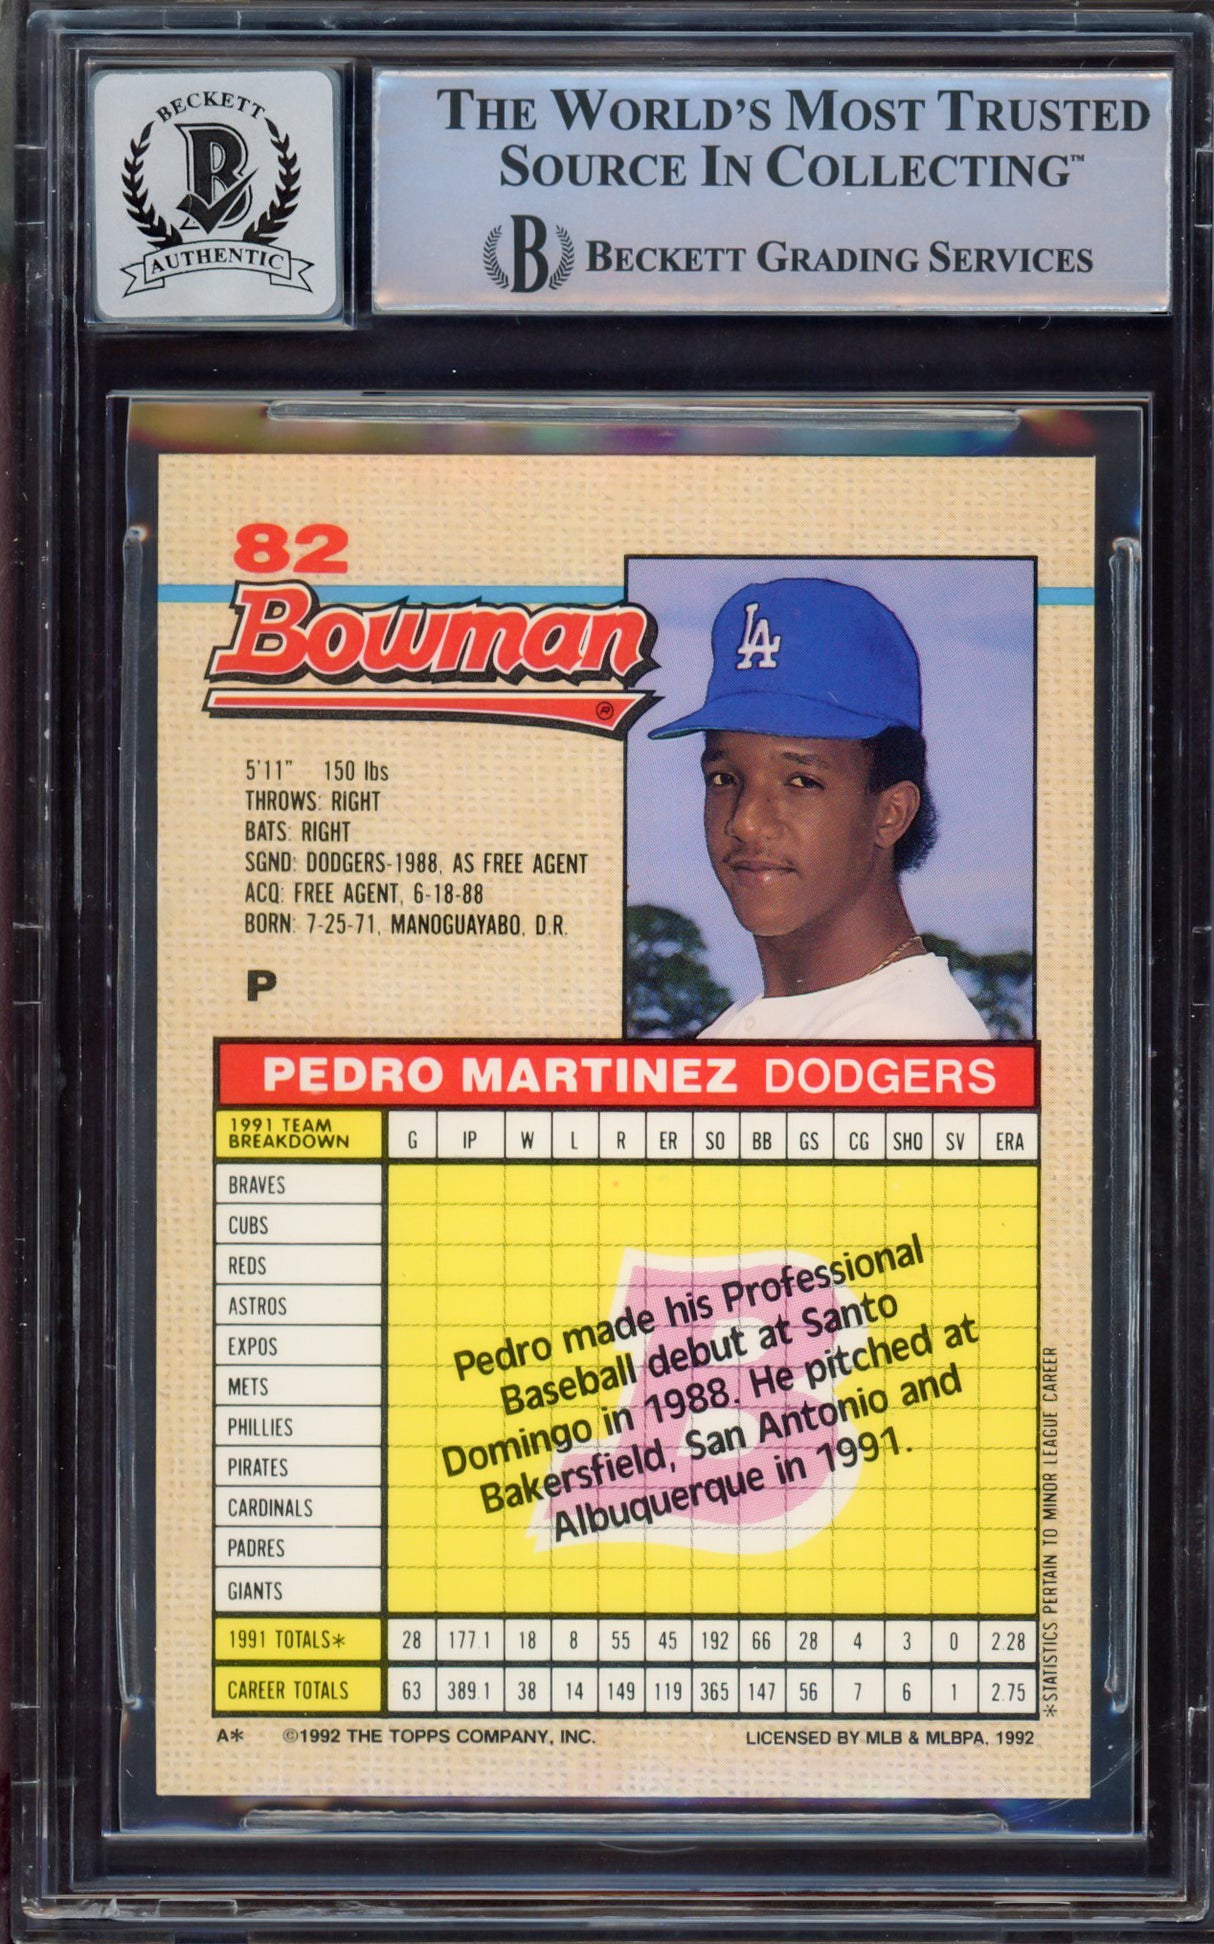 BECKETT
AUTHENTIC
THE WORLD'S MOST TRUSTED
SOURCE IN COLLECTING™
B BECKETT GRADING SERVICES
82
Bowman®
LA
5'11" 150 lbs
THROWS: RIGHT
BATS: RIGHT
SGND: DODGERS-1988, AS FREE AGENT
ACQ: FREE AGENT, 6-18-88
BORN: 7-25-71, MANOGUAYABO, D.R.
P
PEDRO MARTINEZ DODGERS
1991 TEAM
BREAKDOWN G IP W L R ER SO BB GS CG SHO SV ERA
BRAVES
CUBS
REDS
ASTROS
EXPOS
METS
PHILLIES
PIRATES
CARDINALS
PADRES
GIANTS
Pedro made his Professional
Baseball debut at Santo
Domingo in 1988. He pitched at
Bakersfield, San Antonio and
Albuquerque in 1991.
1991 TOTALS* 28 177.1 18 8 55 45 192 66 28 4 3 0 2.28
CAREER TOTALS 63 389.1 38 14 149 119 365 147 56 7 6 1 2.75
*STATISTICS PERTAIN TO MINOR LEAGUE CAREER
A* ©1992 THE TOPPS COMPANY, INC. LICENSED BY MLB & MLBPA, 1992